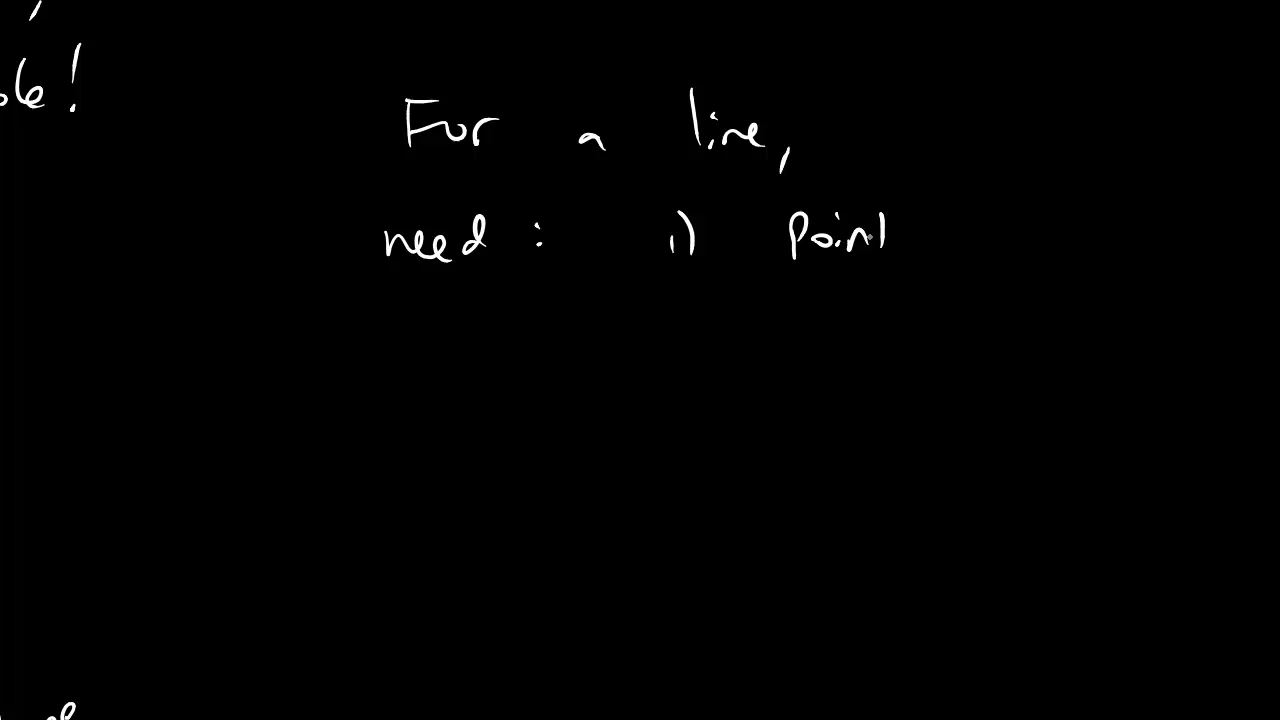 For a line,
need : 1) Point